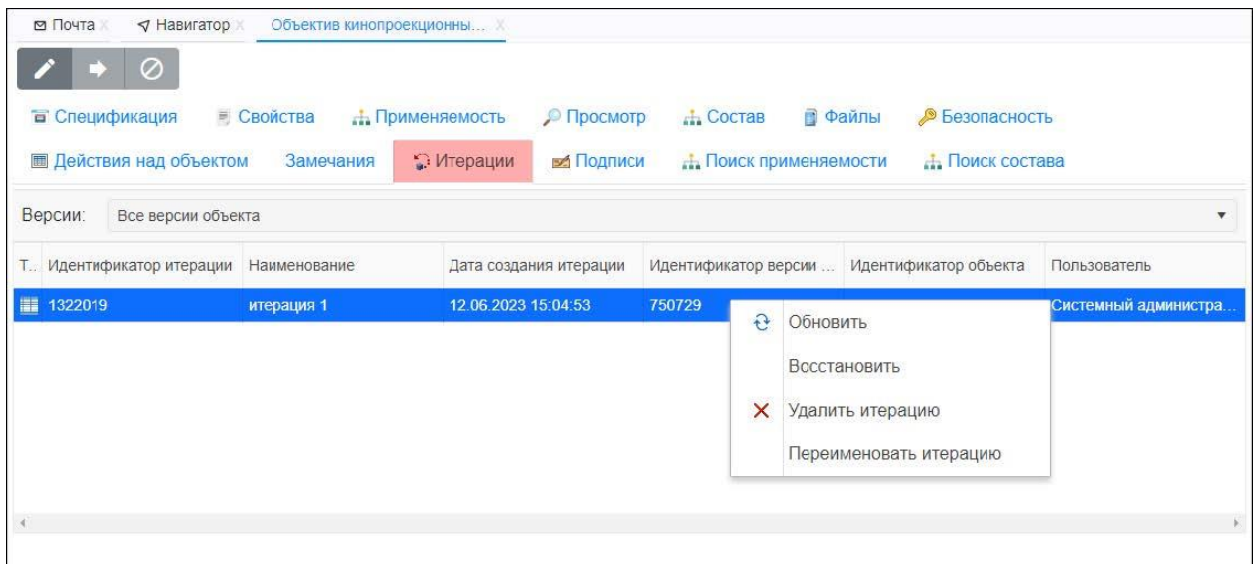 Почта X Навигатор X Объектив кинопроекционны... X
Спецификация Свойства Применяемость Просмотр Состав Файлы Безопасность
Действия над объектом Замечания Итерации Подписи Поиск применяемости Поиск состава
Версии: Все версии объекта
Т... Идентификатор итерации Наименование Дата создания итерации Идентификатор версии ... Идентификатор объекта Пользователь
1322019 итерация 1 12.06.2023 15:04:53 750729 Системный администра...
Обновить
Восстановить
Удалить итерацию
Переименовать итерацию